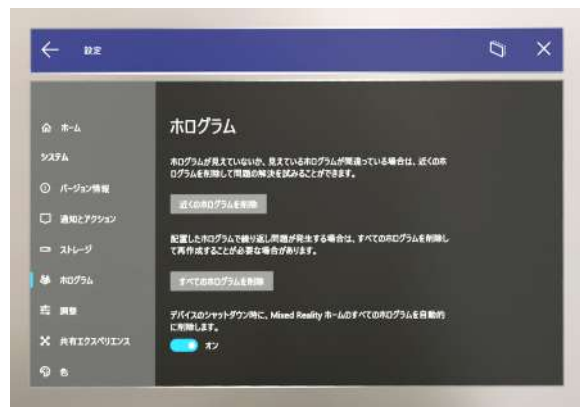 設定
ホーム
システム
バージョン情報
通知とアクション
ストレージ
ホログラム
調整
共有エクスペリエンス
色
ホログラム
ホログラムが見えていないか、見えているホログラムが間違っている場合は、近くのホ
ログラムを削除して問題の解決を試みることができます。
近くのホログラムを削除
配置したホログラムで繰り返し問題が発生する場合は、すべてのホログラムを削除し
て再作成することが必要な場合があります。
すべてのホログラムを削除
デバイスのシャットダウン時に、Mixed Reality ホームのすべてのホログラムを自動的
に削除します。
オン